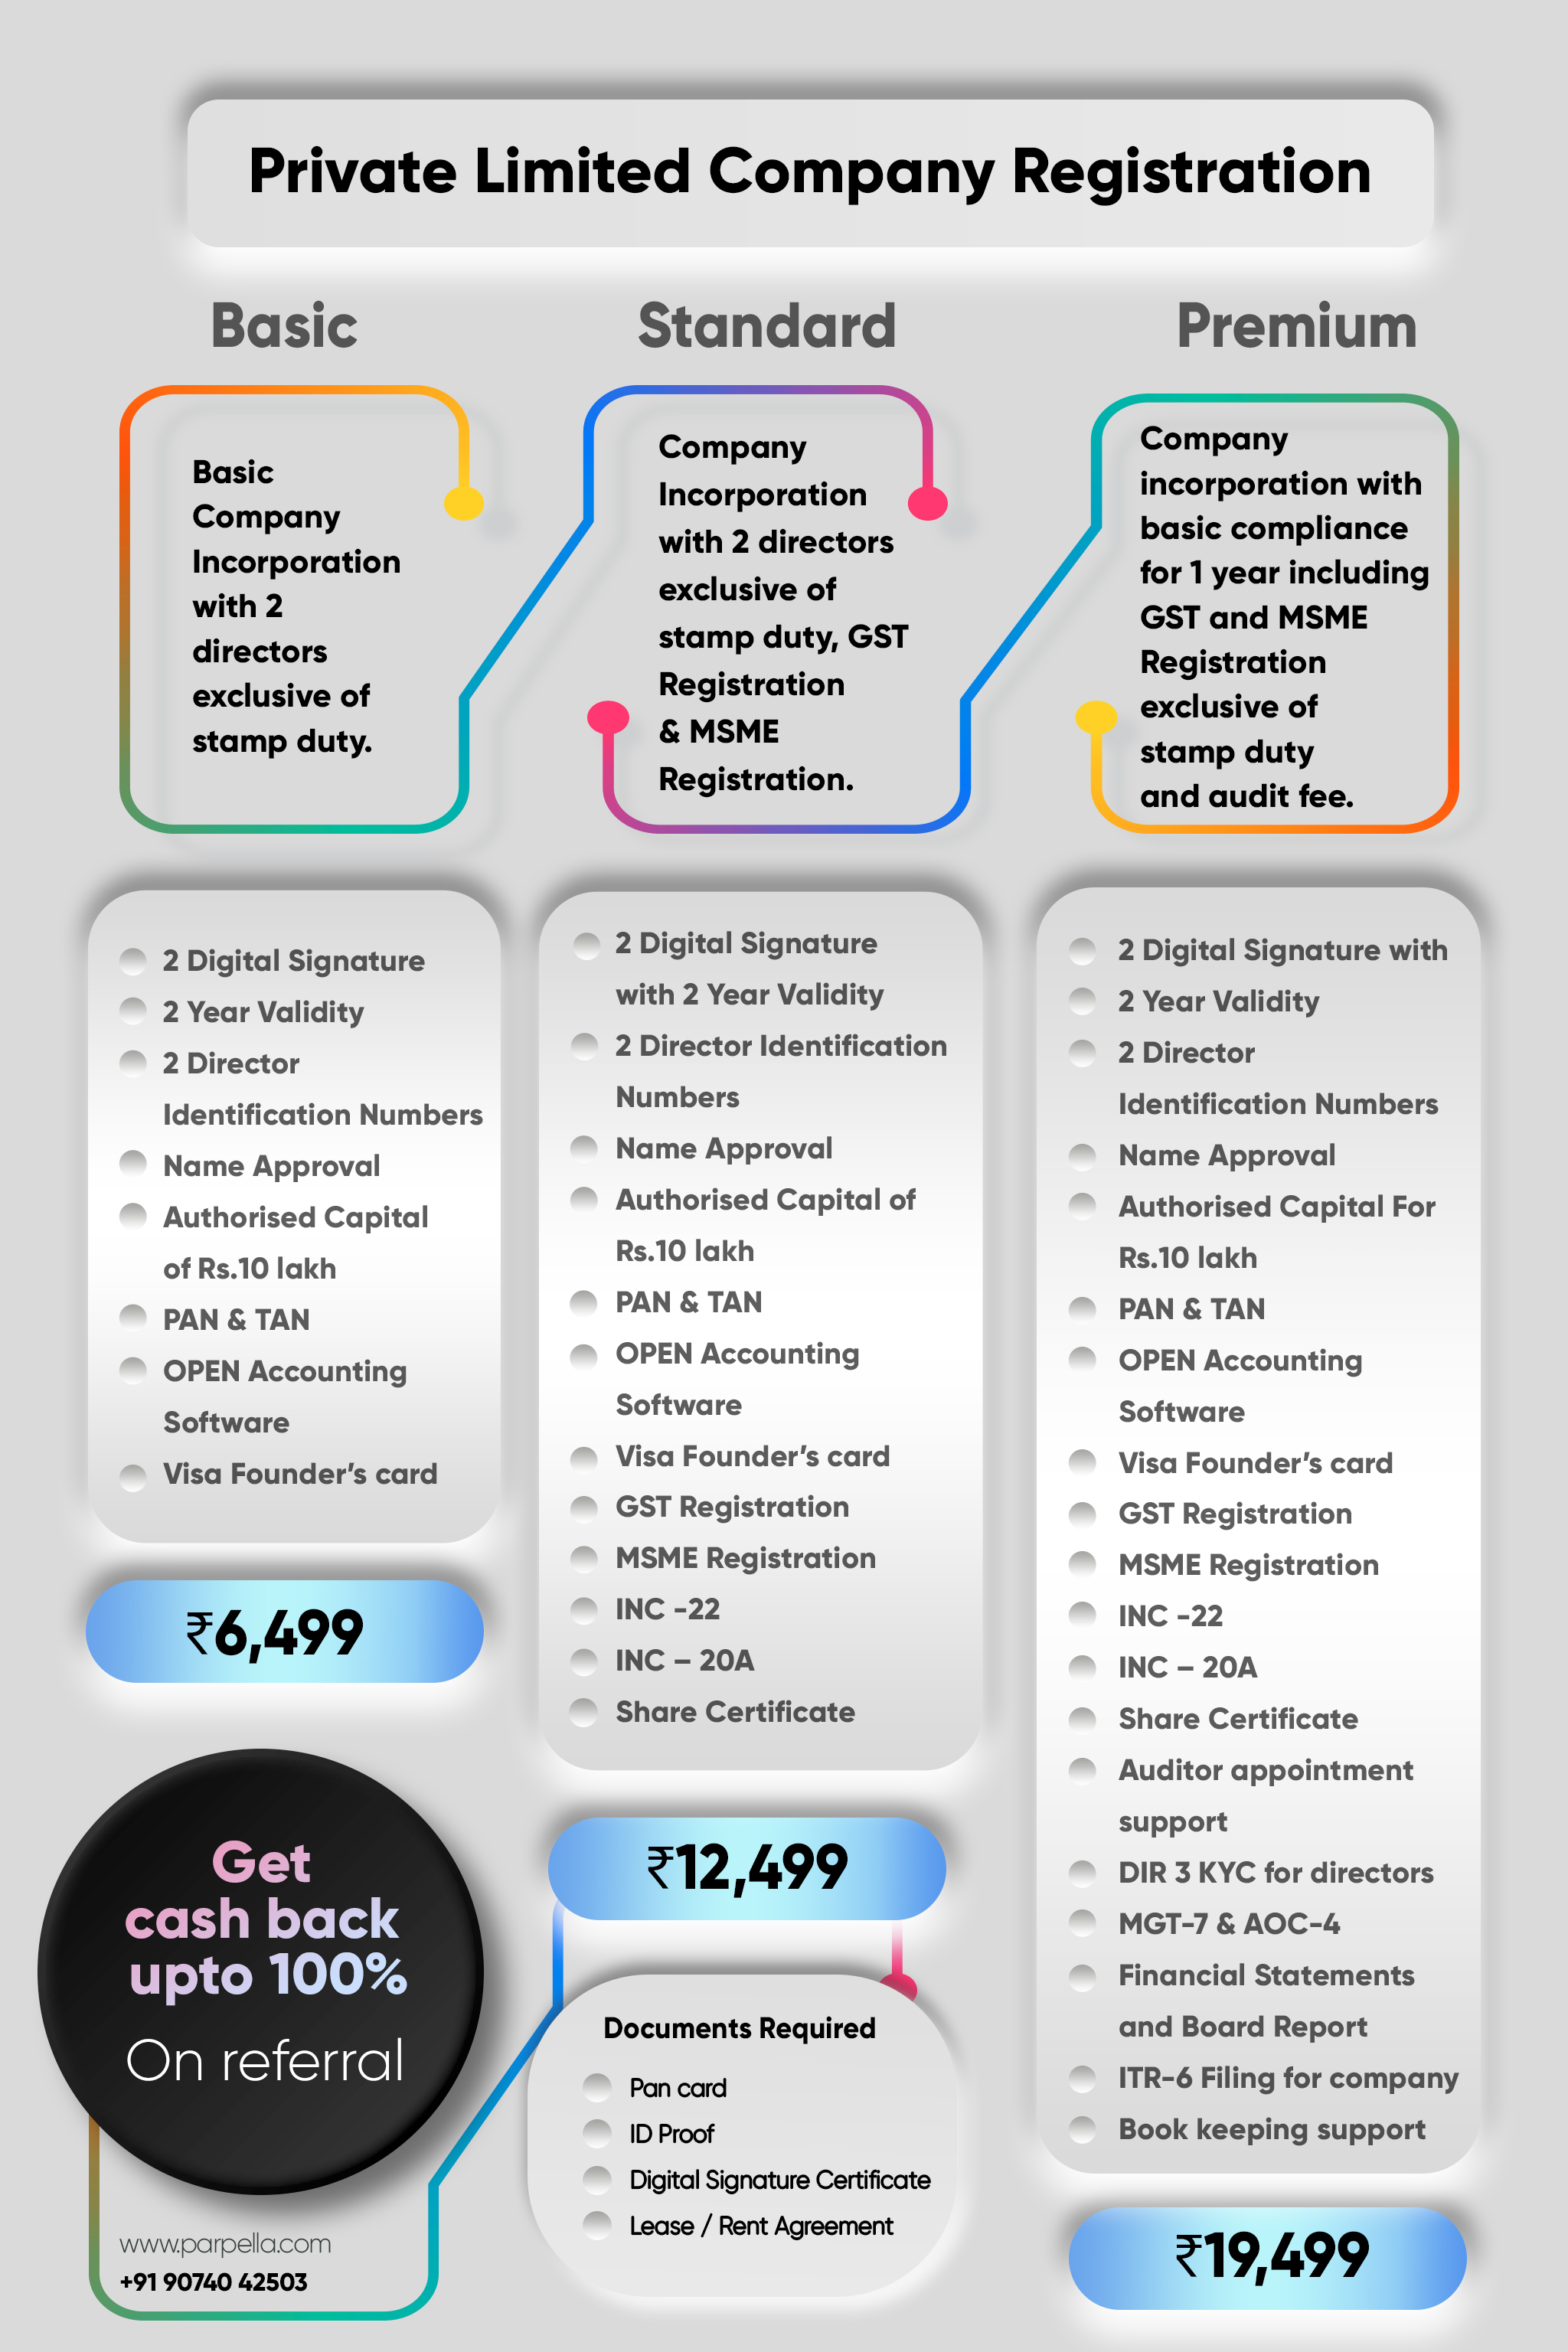 Private Limited Company Registration
Basic
Basic
Company
Incorporation
with 2
directors
exclusive of
stamp duty.
2 Digital Signature
2 Year Validity
2 Director
Identification Numbers
Name Approval
Authorised Capital
of Rs.10 lakh
PAN & TAN
OPEN Accounting
Software
Visa Founder’s card
₹6,499
Standard
Company
Incorporation
with 2 directors
exclusive of
stamp duty, GST
Registration
& MSME
Registration.
2 Digital Signature
with 2 Year Validity
2 Director Identification
Numbers
Name Approval
Authorised Capital of
Rs.10 lakh
PAN & TAN
OPEN Accounting
Software
Visa Founder’s card
GST Registration
MSME Registration
INC -22
INC – 20A
Share Certificate
₹12,499
Premium
Company
incorporation with
basic compliance
for 1 year including
GST and MSME
Registration
exclusive of
stamp duty
and audit fee.
2 Digital Signature with
2 Year Validity
2 Director
Identification Numbers
Name Approval
Authorised Capital For
Rs.10 lakh
PAN & TAN
OPEN Accounting
Software
Visa Founder’s card
GST Registration
MSME Registration
INC -22
INC – 20A
Share Certificate
Auditor appointment
support
DIR 3 KYC for directors
MGT-7 & AOC-4
Financial Statements
and Board Report
ITR-6 Filing for company
Book keeping support
₹19,499
Get
cash back
upto 100%
On referral
www.parpella.com
+91 90740 42503
Documents Required
Pan card
ID Proof
Digital Signature Certificate
Lease / Rent Agreement